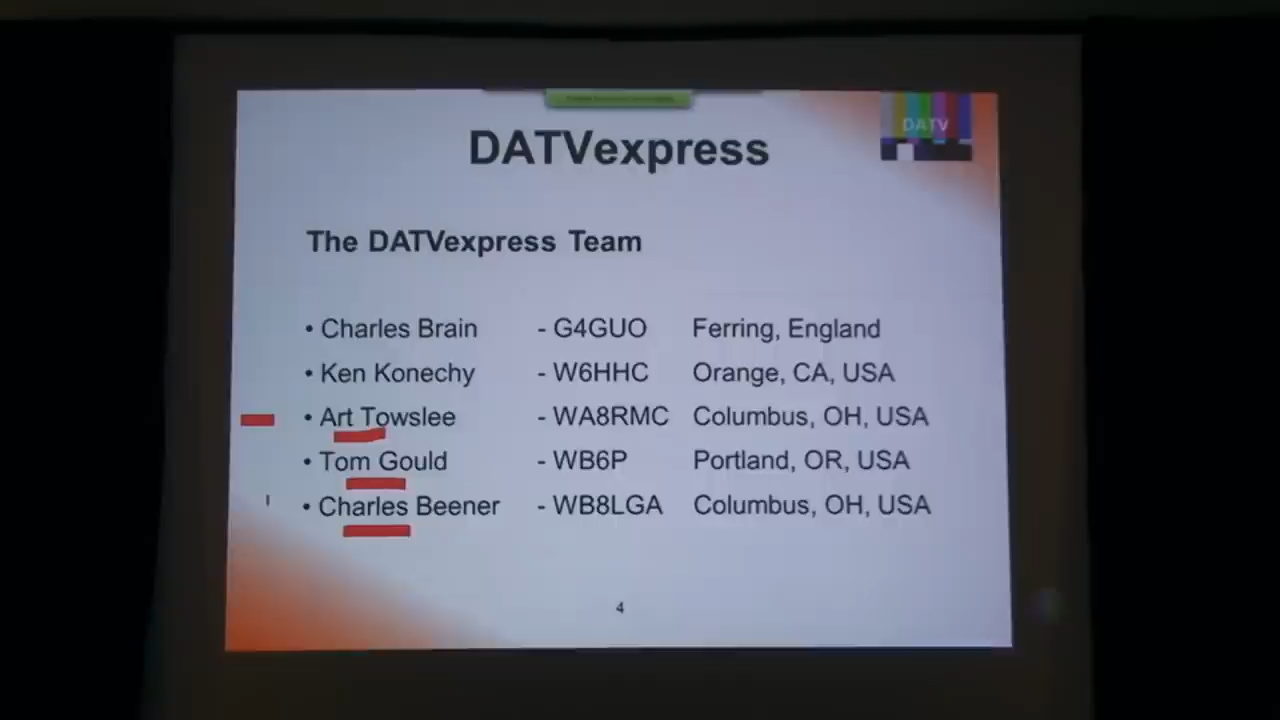 DATV
DATVexpress
The DATVexpress Team
• Charles Brain - G4GUO Ferring, England
• Ken Konechy - W6HHC Orange, CA, USA
• Art Towslee - WA8RMC Columbus, OH, USA
• Tom Gould - WB6P Portland, OR, USA
• Charles Beener - WB8LGA Columbus, OH, USA
4